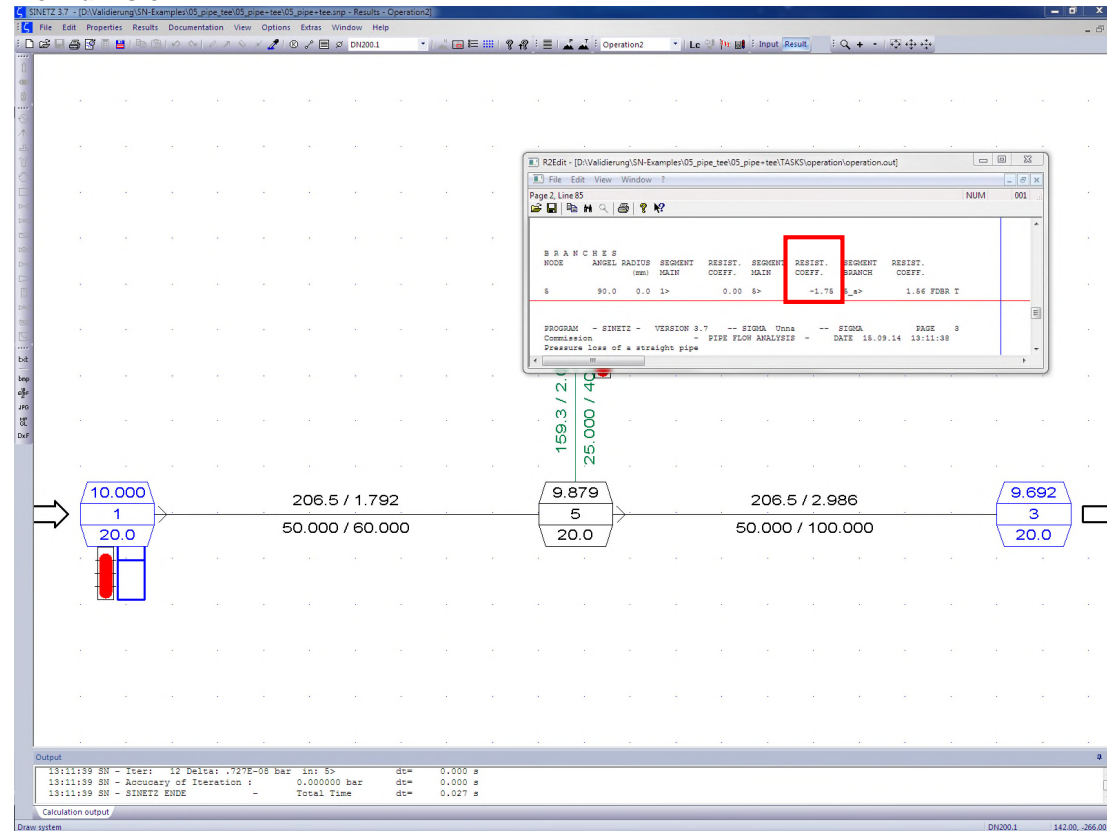 SINETZ 3.7 - [D:\Validierung\SN-Examples\05_pipe_tee\05_pipe+tee\05_pipe+tee.snp - Results - Operation2]
File Edit Properties Results Documentation View Options Extras Window Help
DN200.1 Operation2 Lc Input Result
R2Edit - [D:\Validierung\SN-Examples\05_pipe_tee\05_pipe+tee\TASKS\operation\operation.out]
File Edit View Window ?
Page 2, Line 85 NUM 001
B R A N C H E S
NODE ANGEL RADIUS SEGMENT RESIST. SEGMENT RESIST. SEGMENT RESIST.
(mm) MAIN COEFF. MAIN COEFF. BRANCH COEFF.
5 90.0 0.0 1> 0.00 5> -1.75 5_a> 1.56 FDBR T
PROGRAM - SINETZ - VERSION 3.7 -- SIGMA Unna -- SIGMA PAGE 3
Commission - PIPE FLOW ANALYSIS - DATE 15.09.14 13:11:38
Pressure loss of a straight pipe
Ext
bmp
JPG
GL
DxF
159.3 /
25.000 /
10.000
1
20.0
206.5 / 1.792
50.000 / 60.000
9.879
5
20.0
206.5 / 2.986
50.000 / 100.000
9.692
3
20.0
Output
13:11:39 SN - Iter: 12 Delta: .727E-08 bar in: 5> dt= 0.000 s
13:11:39 SN - Accucary of Iteration : 0.000000 bar dt= 0.000 s
13:11:39 SN - SINETZ ENDE - Total Time dt= 0.027 s
Calculation output
Draw system DN200.1 142.00, -266.00